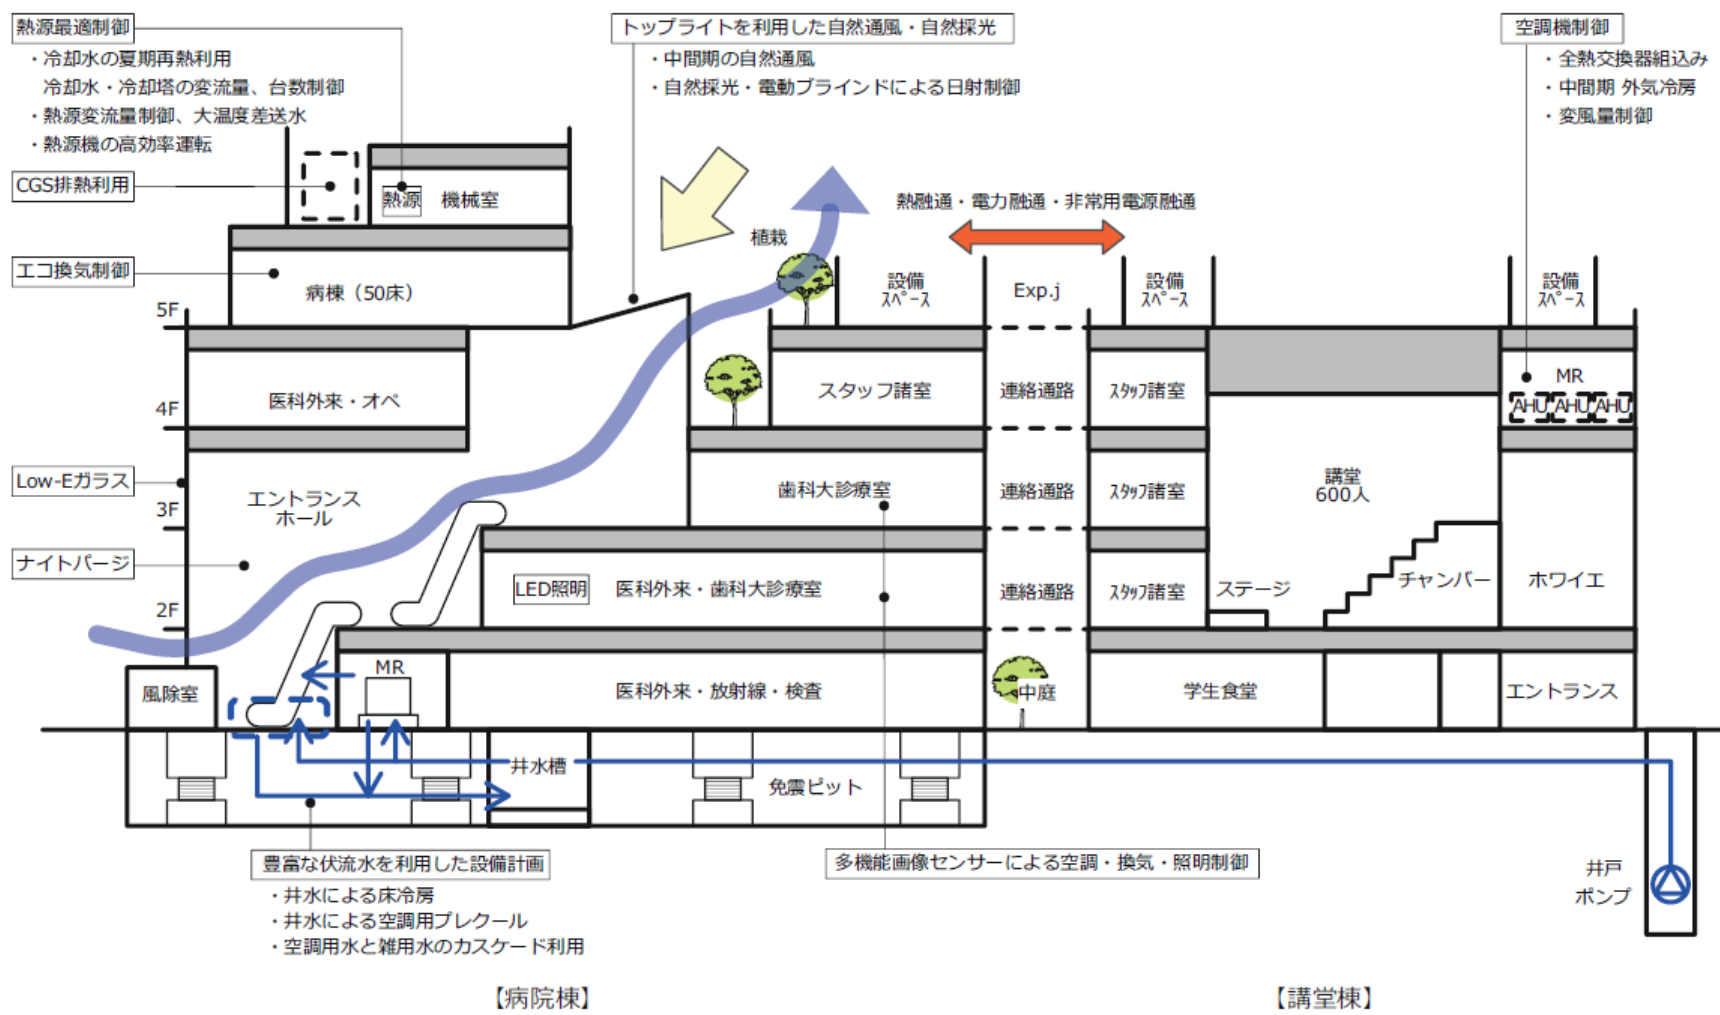 熱源最適制御
・冷却水の夏期再熱利用
冷却水・冷却塔の変流量、台数制御
・熱源変流量制御、大温度差送水
・熱源機の高効率運転
CGS排熱利用
エコ換気制御
Low-Eガラス
ナイトパージ
トップライトを利用した自然通風・自然採光
・中間期の自然通風
・自然採光・電動ブラインドによる日射制御
空調機制御
・全熱交換器組込み
・中間期 外気冷房
・変風量制御
熱源
機械室
病棟（50床）
植栽
熱融通・電力融通・非常用電源融通
設備
スペース
Exp.j
設備
スペース
設備
スペース
5F
4F
3F
2F
医科外来・オペ
スタッフ諸室
連絡通路
スタッフ諸室
MR
AHU
AHU
AHU
エントランス
ホール
歯科大診療室
連絡通路
スタッフ諸室
講堂
600人
LED照明
医科外来・歯科大診療室
連絡通路
スタッフ諸室
ステージ
チャンバー
ホワイエ
風除室
MR
医科外来・放射線・検査
中庭
学生食堂
エントランス
井水槽
免震ピット
豊富な伏流水を利用した設備計画
・井水による床冷房
・井水による空調用プレクール
・空調用水と雑用水のカスケード利用
多機能画像センサーによる空調・換気・照明制御
井戸
ポンプ
【病院棟】
【講堂棟】